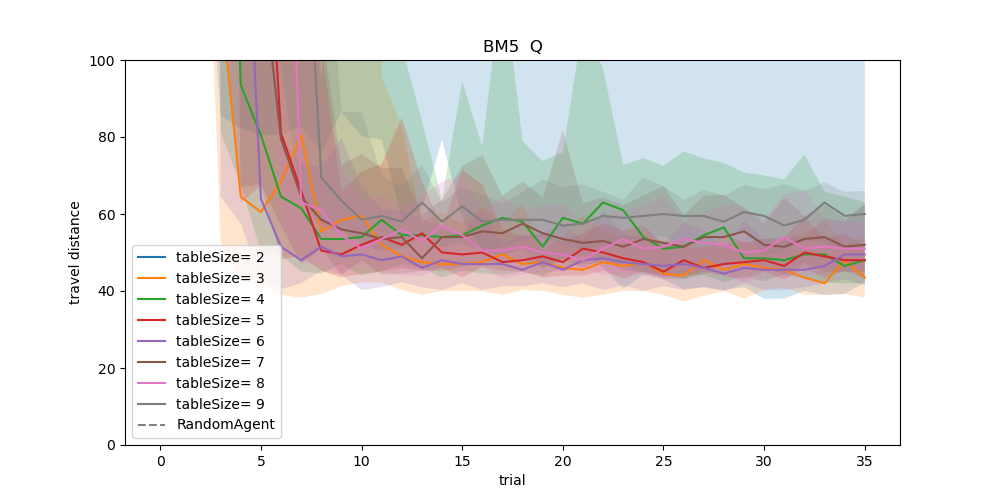 BM5 Q
travel distance
100
80
60
40
20
0
tableSize= 2
tableSize= 3
tableSize= 4
tableSize= 5
tableSize= 6
tableSize= 7
tableSize= 8
tableSize= 9
RandomAgent
0 5 10 15 20 25 30 35
trial